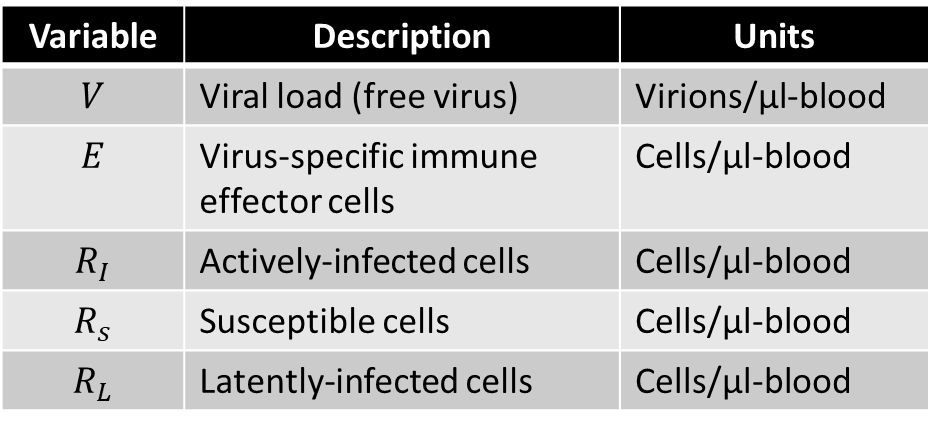 Variable Description Units
V Viral load (free virus) Virions/μl-blood
E Virus-specific immune effector cells Cells/μl-blood
R_I Actively-infected cells Cells/μl-blood
R_s Susceptible cells Cells/μl-blood
R_L Latently-infected cells Cells/μl-blood